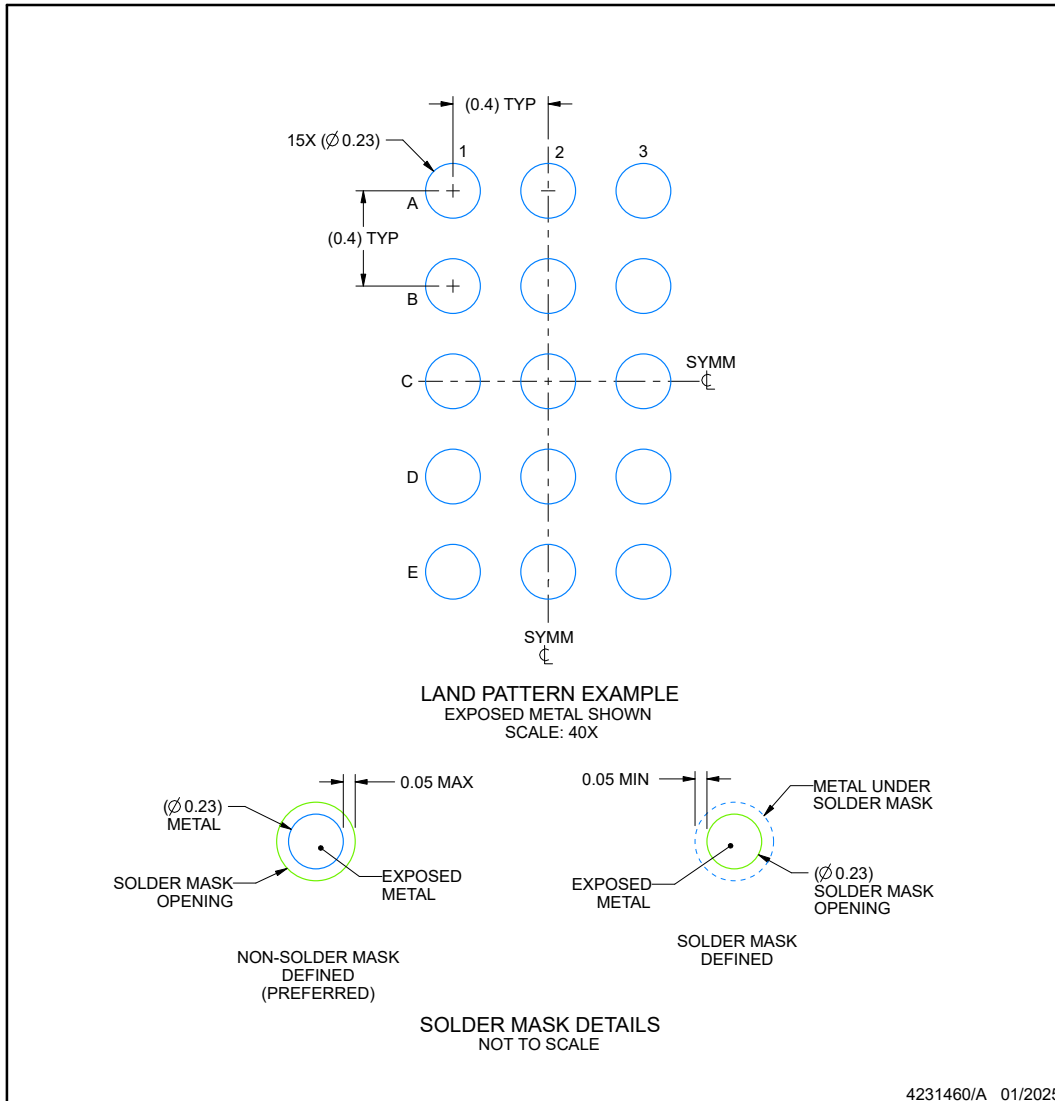 (0.4) TYP
15X (∅ 0.23)
1
2
3
A
(0.4) TYP
B
C
SYMM
℄
D
E
SYMM
℄
LAND PATTERN EXAMPLE
EXPOSED METAL SHOWN
SCALE: 40X
0.05 MAX
(∅ 0.23)
METAL
SOLDER MASK
OPENING
EXPOSED
METAL
NON-SOLDER MASK
DEFINED
(PREFERRED)
0.05 MIN
METAL UNDER
SOLDER MASK
EXPOSED
METAL
(∅ 0.23)
SOLDER MASK
OPENING
SOLDER MASK
DEFINED
SOLDER MASK DETAILS
NOT TO SCALE
4231460/A 01/2025